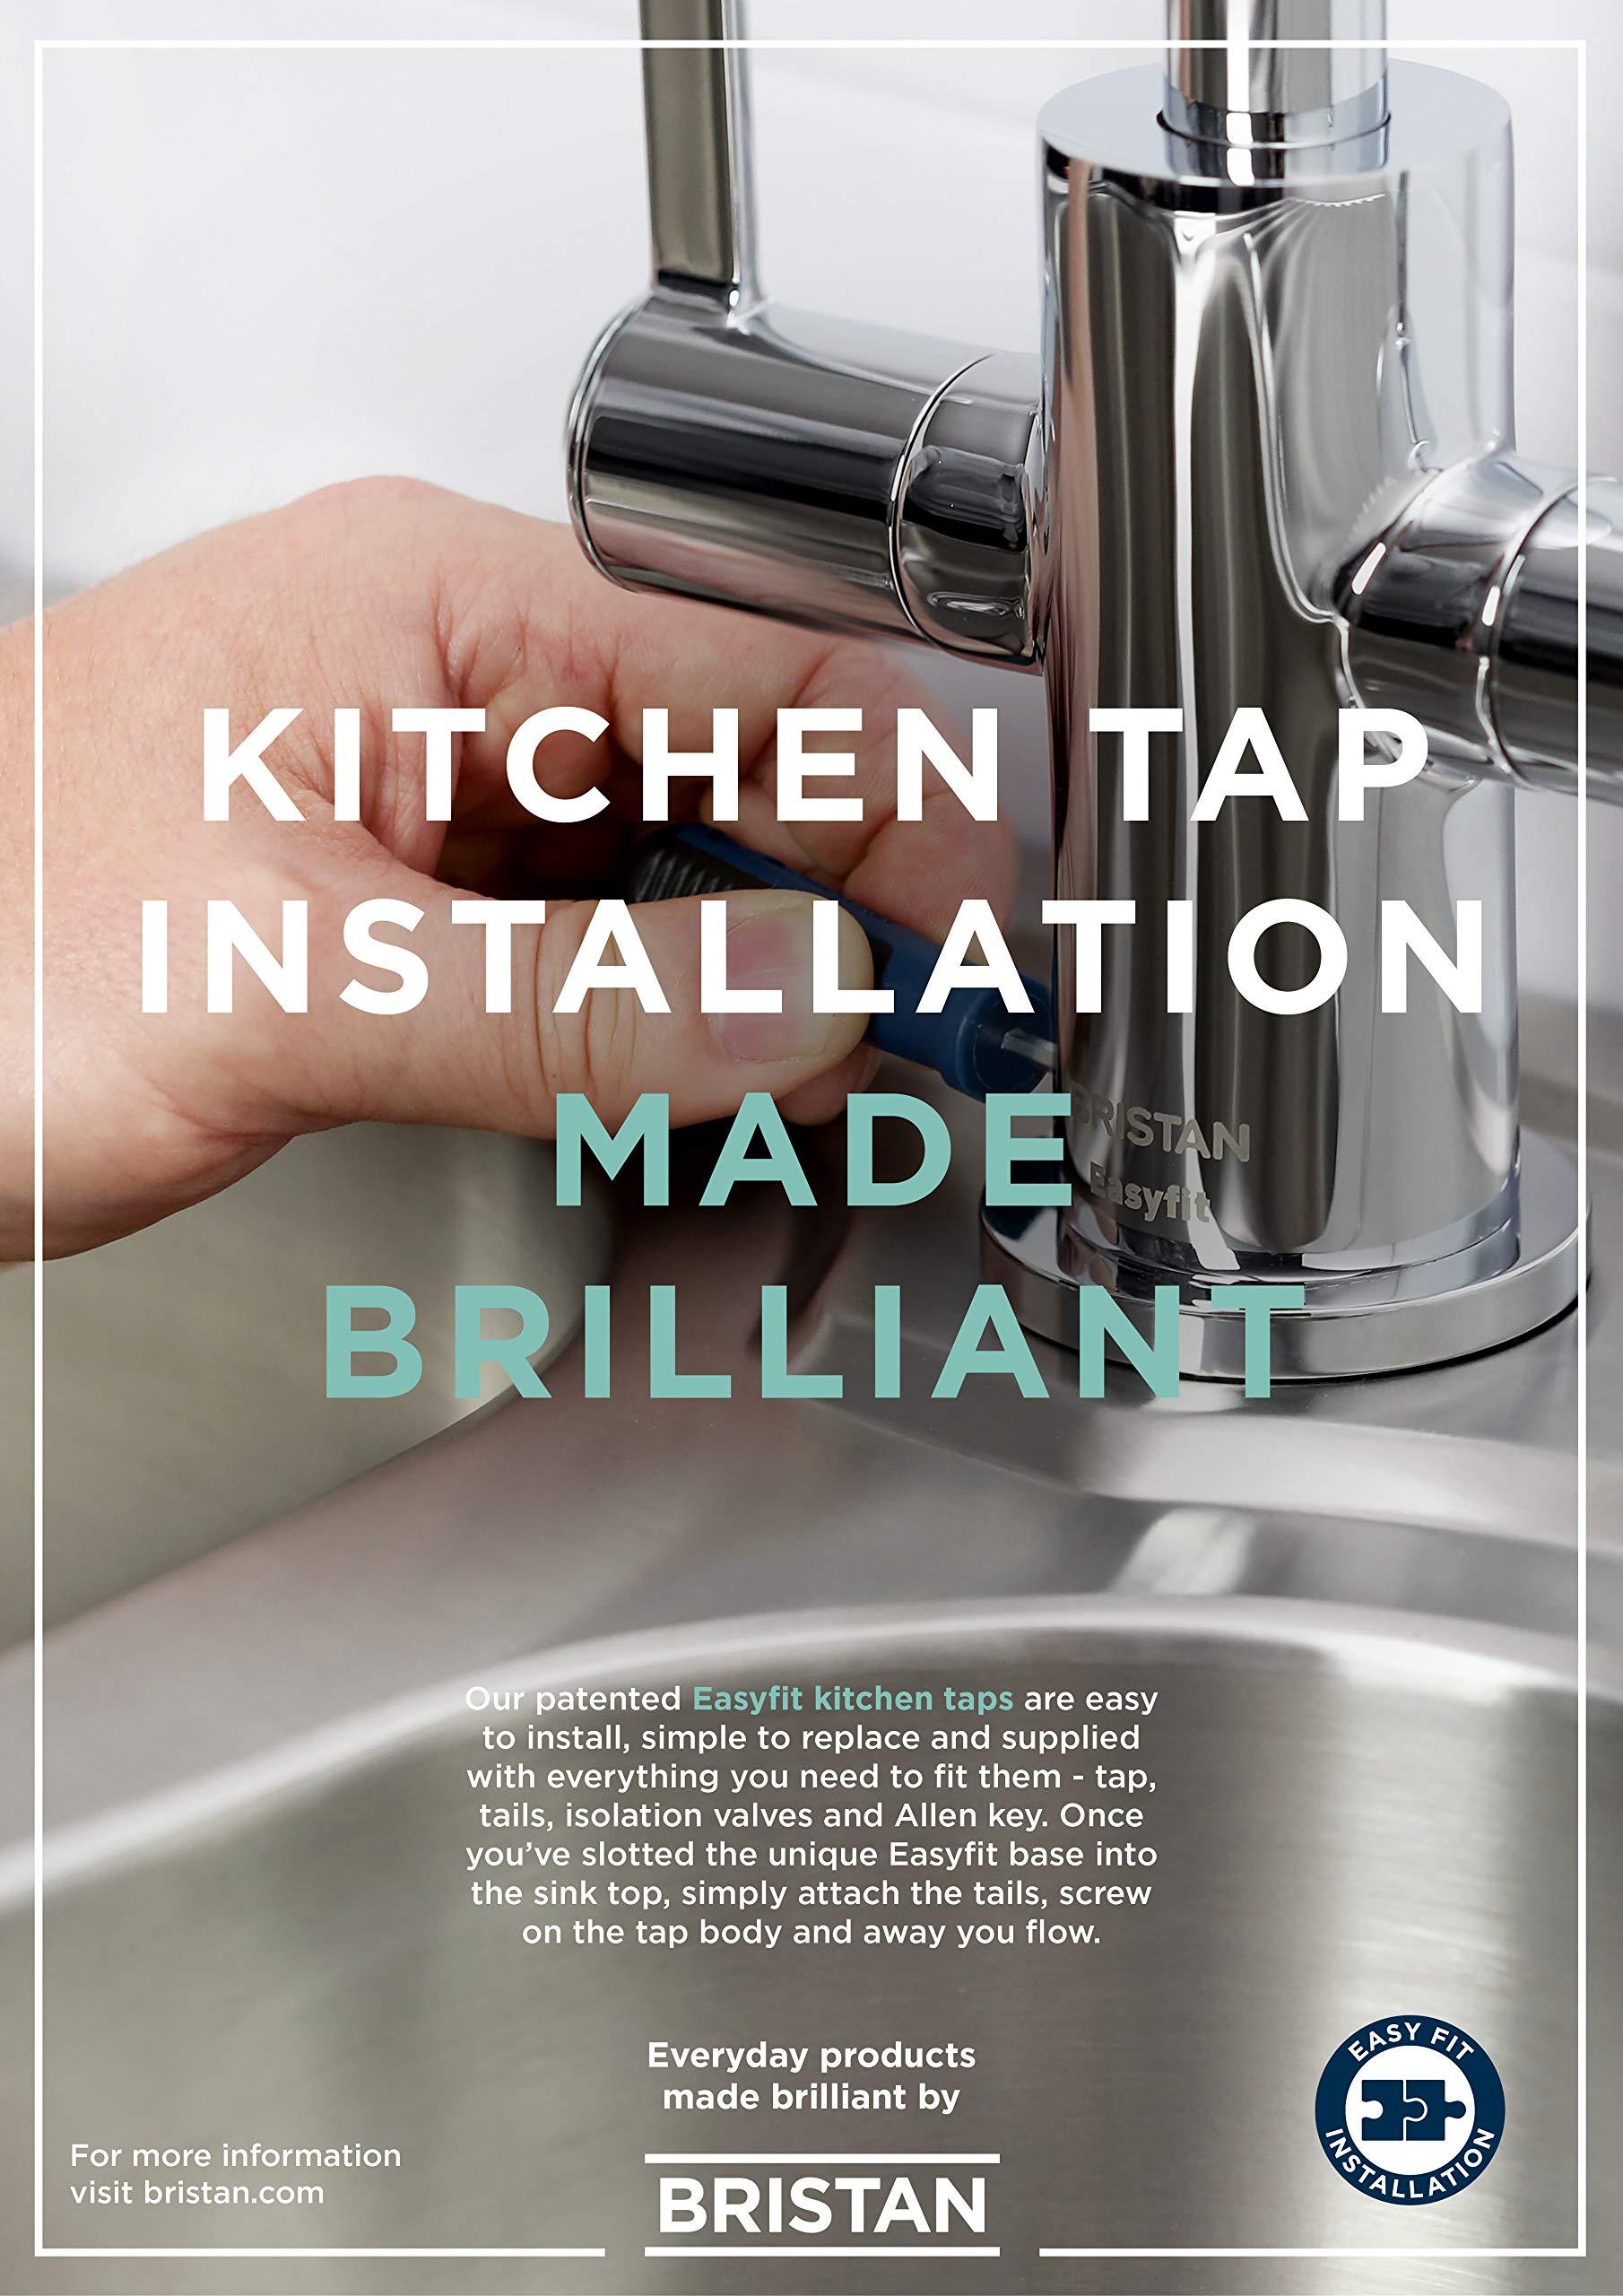 KITCHEN TAP
INSTALLATION
MADE
BRILLIANT
BRISTAN
Easyfit
Our patented Easyfit kitchen taps are easy
to install, simple to replace and supplied
with everything you need to fit them - tap,
tails, isolation valves and Allen key. Once
you've slotted the unique Easyfit base into
the sink top, simply attach the tails, screw
on the tap body and away you flow.
Everyday products
made brilliant by
BRISTAN
For more information
visit bristan.com
EASY FIT
INSTALLATION